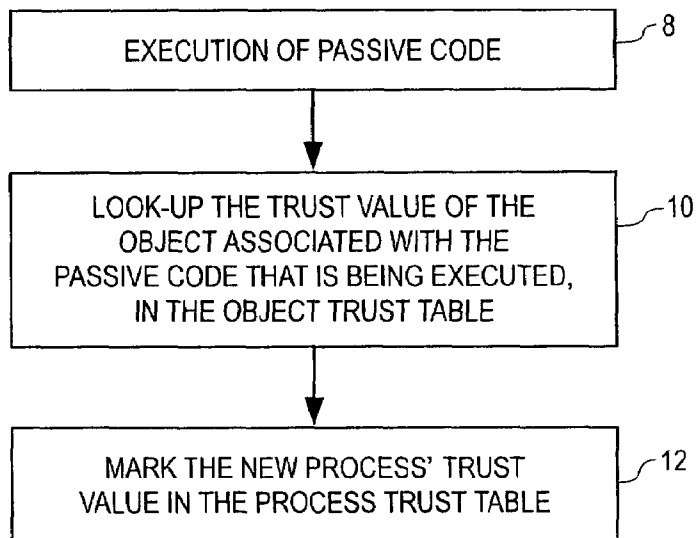 EXECUTION OF PASSIVE CODE
8
LOOK-UP THE TRUST VALUE OF THE
OBJECT ASSOCIATED WITH THE
PASSIVE CODE THAT IS BEING EXECUTED,
IN THE OBJECT TRUST TABLE
10
MARK THE NEW PROCESS' TRUST
VALUE IN THE PROCESS TRUST TABLE
12